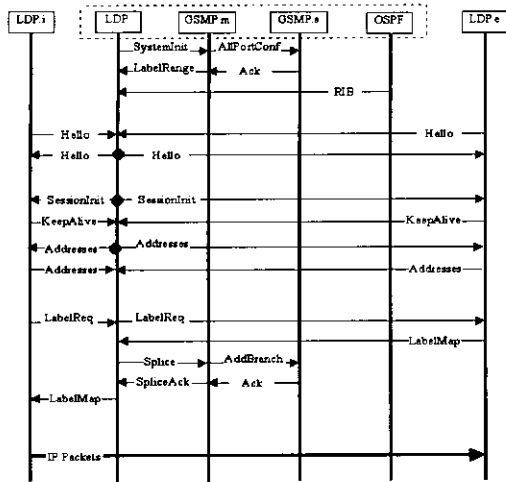 LDP.i LDP GSMP.m GSMP.s OSPF LDP.e
SystemInit AllPortConf
LabelRange Ack
RIB
Hello Hello
Hello Hello
SessionInit SessionInit
KeepAlive KeepAlive
Addresses Addresses
Addresses Addresses
LabelReq LabelReq
LabelMap
Splice AddBranch
SpliceAck Ack
LabelMap
IP Packets